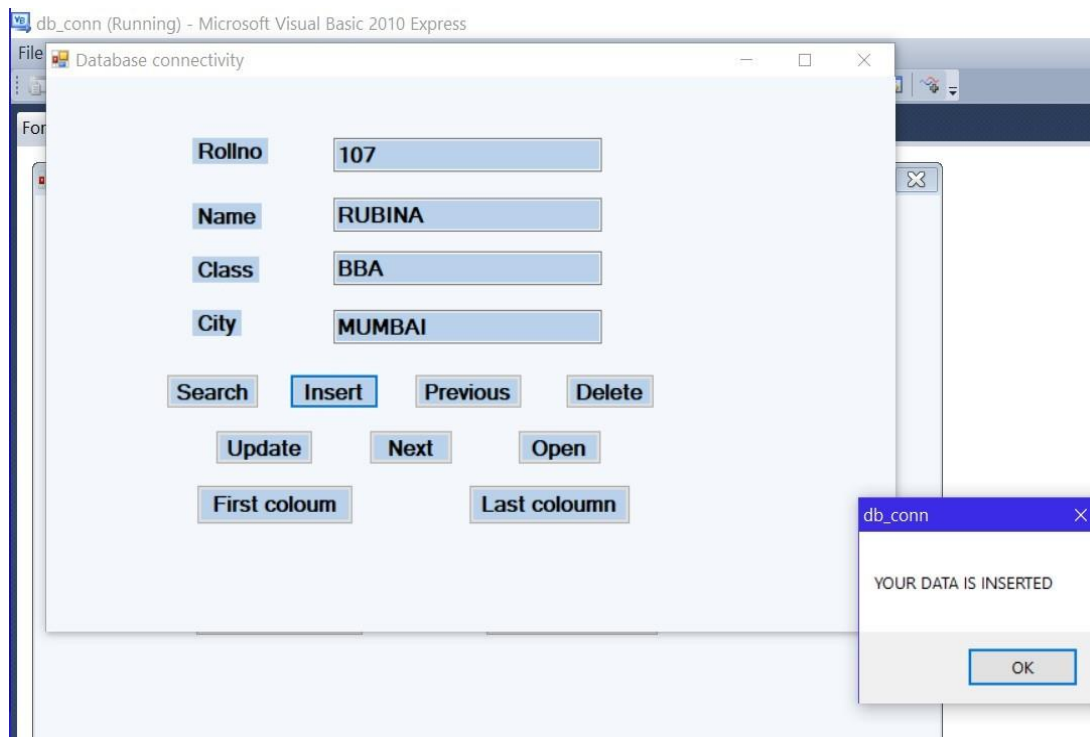 db_conn (Running) - Microsoft Visual Basic 2010 Express
File
Database connectivity
For
Rollno 107
Name RUBINA
Class BBA
City MUMBAI
Search Insert Previous Delete
Update Next Open
First coloum Last coloumn
db_conn
YOUR DATA IS INSERTED
OK